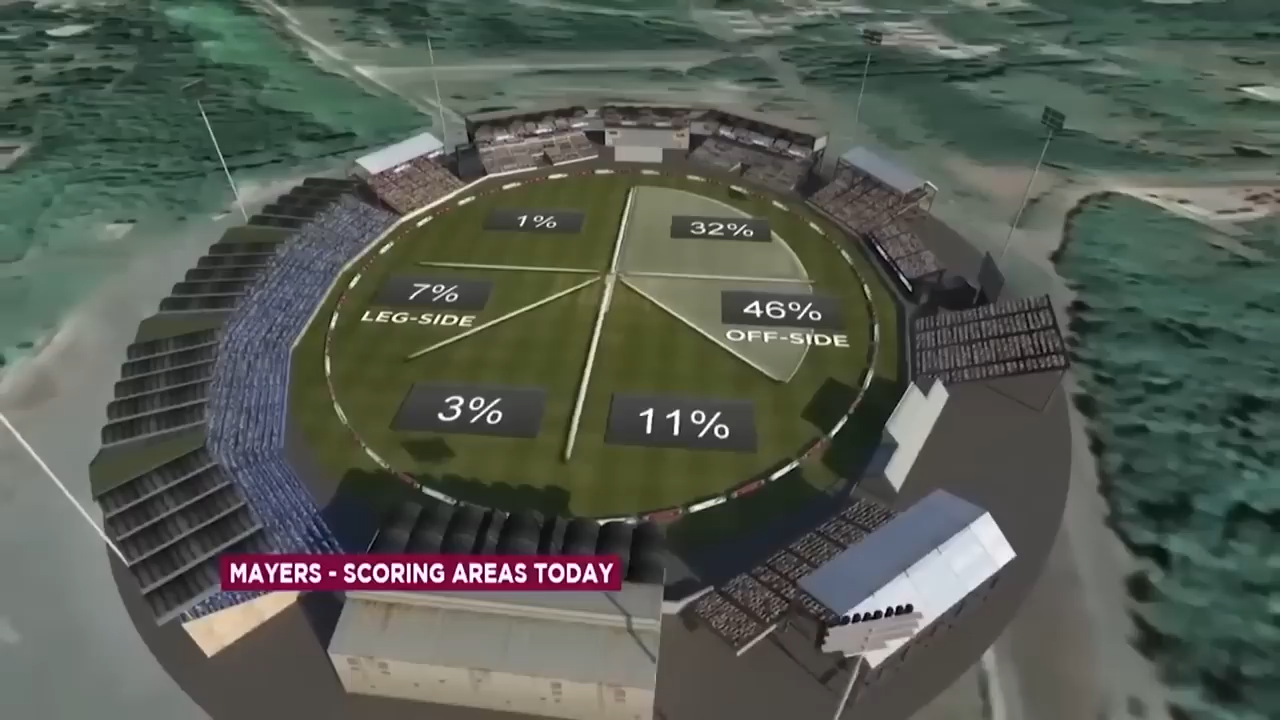 1%
32%
7%
LEG-SIDE
46%
OFF-SIDE
3%
11%
MAYERS - SCORING AREAS TODAY